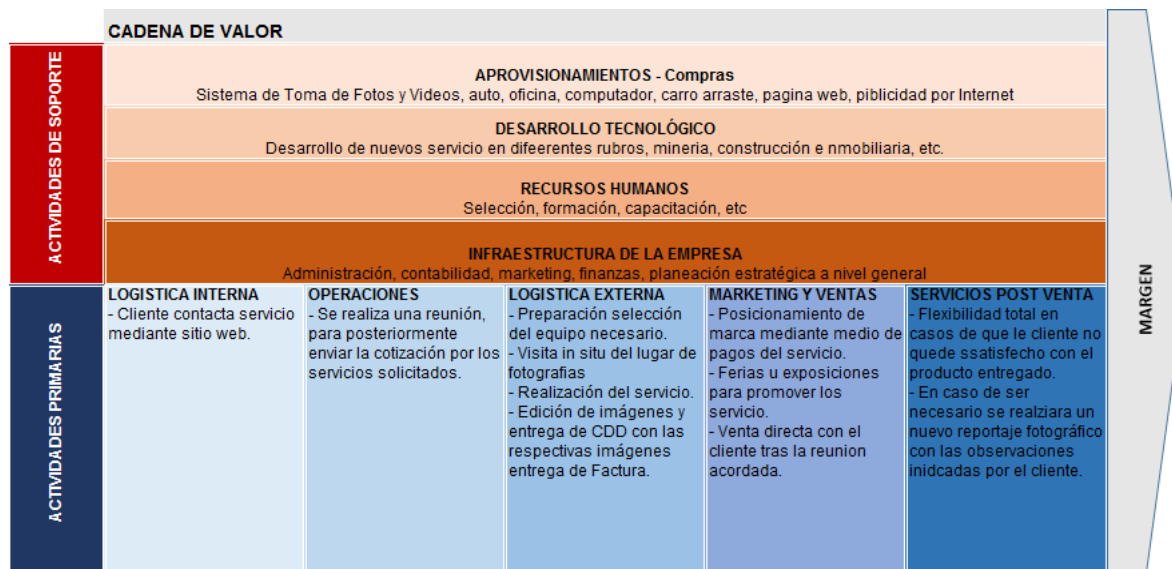 CADENA DE VALOR
ACTIVIDADES DE SOPORTE
APROVISIONAMIENTOS - Compras
Sistema de Toma de Fotos y Videos, auto, oficina, computador, carro arraste, pagina web, piblicidad por Internet
DESARROLLO TECNOLÓGICO
Desarrollo de nuevos servicio en difeerentes rubros, mineria, construcción e nmobiliaria, etc.
RECURSOS HUMANOS
Selección, formación, capacitación, etc
INFRAESTRUCTURA DE LA EMPRESA
Administración, contabilidad, marketing, finanzas, planeación estratégica a nivel general
ACTIVIDADES PRIMARIAS
LOGISTICA INTERNA
- Cliente contacta servicio
mediante sitio web.
OPERACIONES
- Se realiza una reunión,
para posteriormente
enviar la cotización por los
servicios solicitados.
LOGISTICA EXTERNA
- Preparación selección
del equipo necesario.
- Visita in situ del lugar de
fotografias
- Realización del servicio.
- Edición de imágenes y
entrega de CDD con las
respectivas imágenes
entrega de Factura.
MARKETING Y VENTAS
- Posicionamiento de
marca mediante medio de
pagos del servicio.
- Ferias u exposiciones
para promover los
servicio.
- Venta directa con el
cliente tras la reunion
acordada.
SERVICIOS POST VENTA
- Flexibilidad total en
casos de que le cliente no
quede ssatisfecho con el
producto entregado.
- En caso de ser
necesario se realziara un
nuevo reportaje fotográfico
con las observaciones
inidcadas por el cliente.
MARGEN